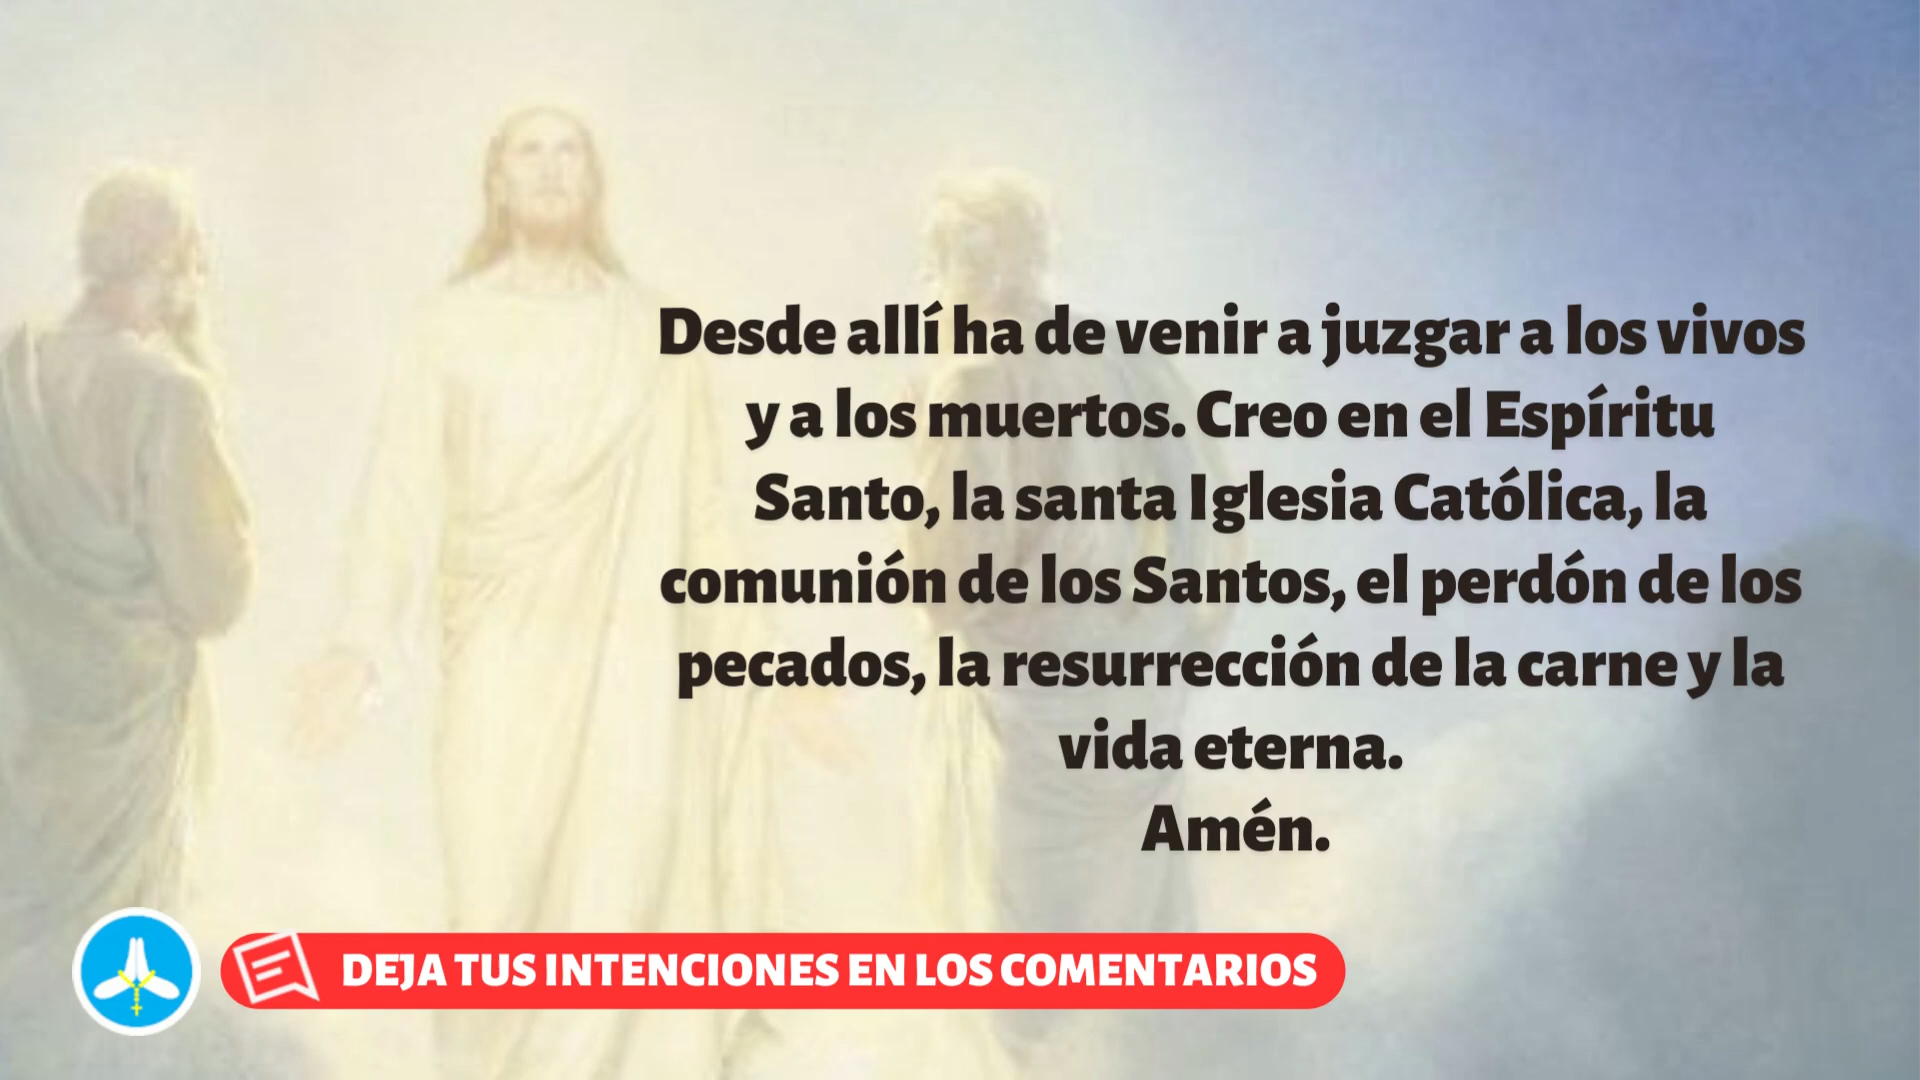 Desde allí ha de venir a juzgar a los vivos
y a los muertos. Creo en el Espíritu
Santo, la santa Iglesia Católica, la
comunión de los Santos, el perdón de los
pecados, la resurrección de la carne y la
vida eterna.
Amén.
DEJA TUS INTENCIONES EN LOS COMENTARIOS